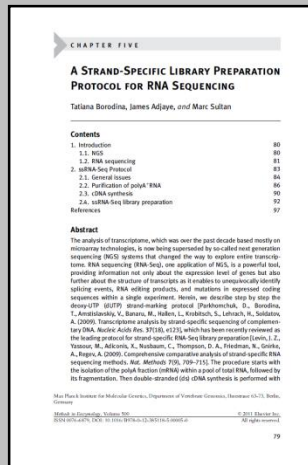 CHAPTER FIVE
A STRAND-SPECIFIC LIBRARY PREPARATION
PROTOCOL FOR RNA SEQUENCING
Tatiana Borodina, James Adjaye, and Marc Sultan
Contents
1. Introduction 80
1.1. NGS 80
1.2. RNA sequencing 81
2. ssRNA-Seq Protocol 83
2.1. General issues 84
2.2. Purification of polyA⁺RNA 86
2.3. cDNA synthesis 90
2.4. ssRNA-Seq library preparation 92
References 97
Abstract
The analysis of transcriptome, which was over the past decade based mostly on
microarray technologies, is now being superseded by so-called next generation
sequencing (NGS) systems that changed the way to explore entire transcrip-
tome. RNA sequencing (RNA-Seq), one application of NGS, is a powerful tool,
providing information not only about the expression level of genes but also
further about the structure of transcripts as it enables to unequivocally identify
splicing events, RNA editing products, and mutations in expressed coding
sequences within a single experiment. Herein, we describe step by step the
deoxy-UTP (dUTP) strand-marking protocol [Parkhomchuk, D., Borodina,
T., Amstislavskiy, V., Banaru, M., Hallen, L., Krobitsch, S., Lehrach, H., Soldatov,
A. (2009). Transcriptome analysis by strand-specific sequencing of complemen-
tary DNA. Nucleic Acids Res. 37(18), e123], which has been recently reviewed as
the leading protocol for strand-specific RNA-Seq library preparation [Levin, J. Z.,
Yassour, M., Adiconis, X., Nusbaum, C., Thompson, D. A., Friedman, N., Gnirke,
A., Regev, A. (2009). Comprehensive comparative analysis of strand-specific RNA
sequencing methods. Nat. Methods 7(9), 709–715]. The procedure starts with
the isolation of the polyA fraction (mRNA) within a pool of total RNA, followed by
its fragmentation. Then double-stranded (ds) cDNA synthesis is performed with
Max Planck Institute for Molecular Genetics, Department of Vertebrate Genomics, Ihnestrasse 63-73, Berlin,
Germany
Methods in Enzymology, Volume 500 © 2011 Elsevier Inc.
ISSN 0076-6879, DOI: 10.1016/B978-0-12-385118-5.00005-0 All rights reserved.
79